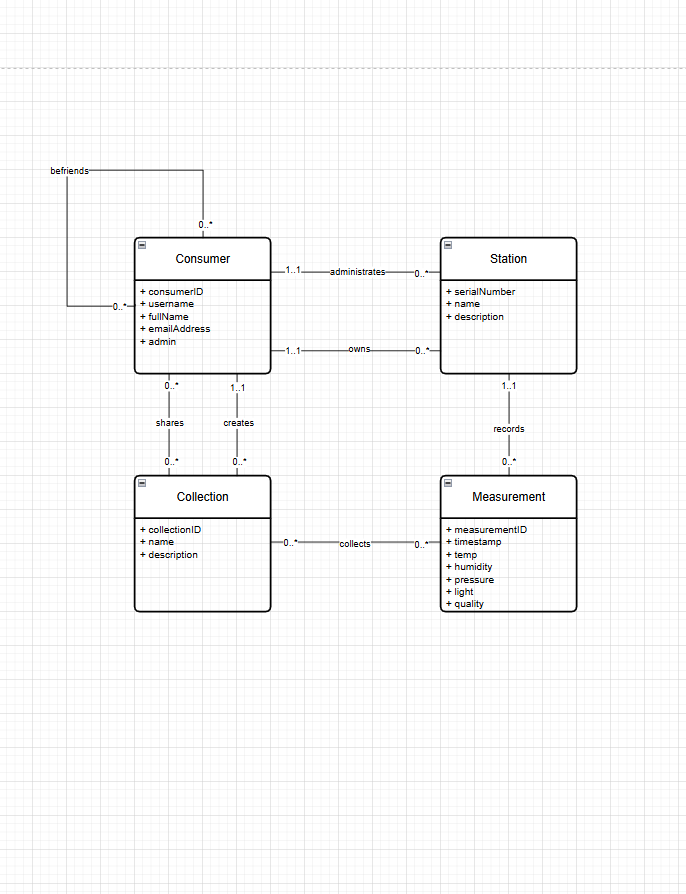 befriends
0..*
0..*
Consumer
+ consumerID
+ username
+ fullName
+ emailAddress
+ admin
1..1
administrates
0..*
1..1
owns
0..*
Station
+ serialNumber
+ name
+ description
0..*
shares
0..*
1..1
creates
0..*
1..1
records
0..*
Collection
+ collectionID
+ name
+ description
0..*
collects
0..*
Measurement
+ measurementID
+ timestamp
+ temp
+ humidity
+ pressure
+ light
+ quality